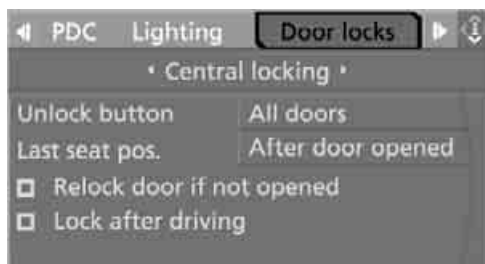 PDC Lighting Door locks
• Central locking •
Unlock button All doors
Last seat pos. After door opened
Relock door if not opened
Lock after driving